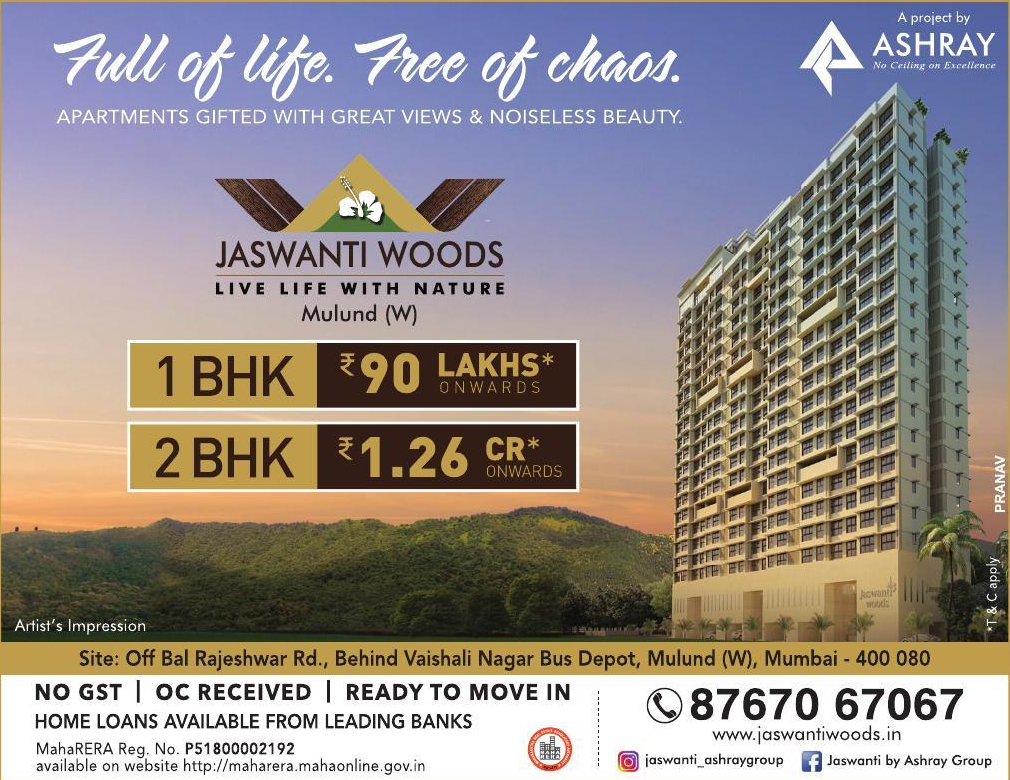 Full of life. Free of chaos.
APARTMENTS GIFTED WITH GREAT VIEWS & NOISELESS BEAUTY.
A project by
ASHRAY
No Ceiling on Excellence
JASWANTI WOODS
LIVE LIFE WITH NATURE
Mulund (W)
1 BHK ₹90 LAKHS* ONWARDS
2 BHK ₹1.26 CR* ONWARDS
jaswanti woods
PRANAV
*T & C apply
Artist's Impression
Site: Off Bal Rajeshwar Rd., Behind Vaishali Nagar Bus Depot, Mulund (W), Mumbai - 400 080
NO GST | OC RECEIVED | READY TO MOVE IN
HOME LOANS AVAILABLE FROM LEADING BANKS
MahaRERA Reg. No. P51800002192
available on website http://maharera.mahaonline.gov.in
87670 67067
www.jaswantiwoods.in
jaswanti_ashraygroup
Jaswanti by Ashray Group